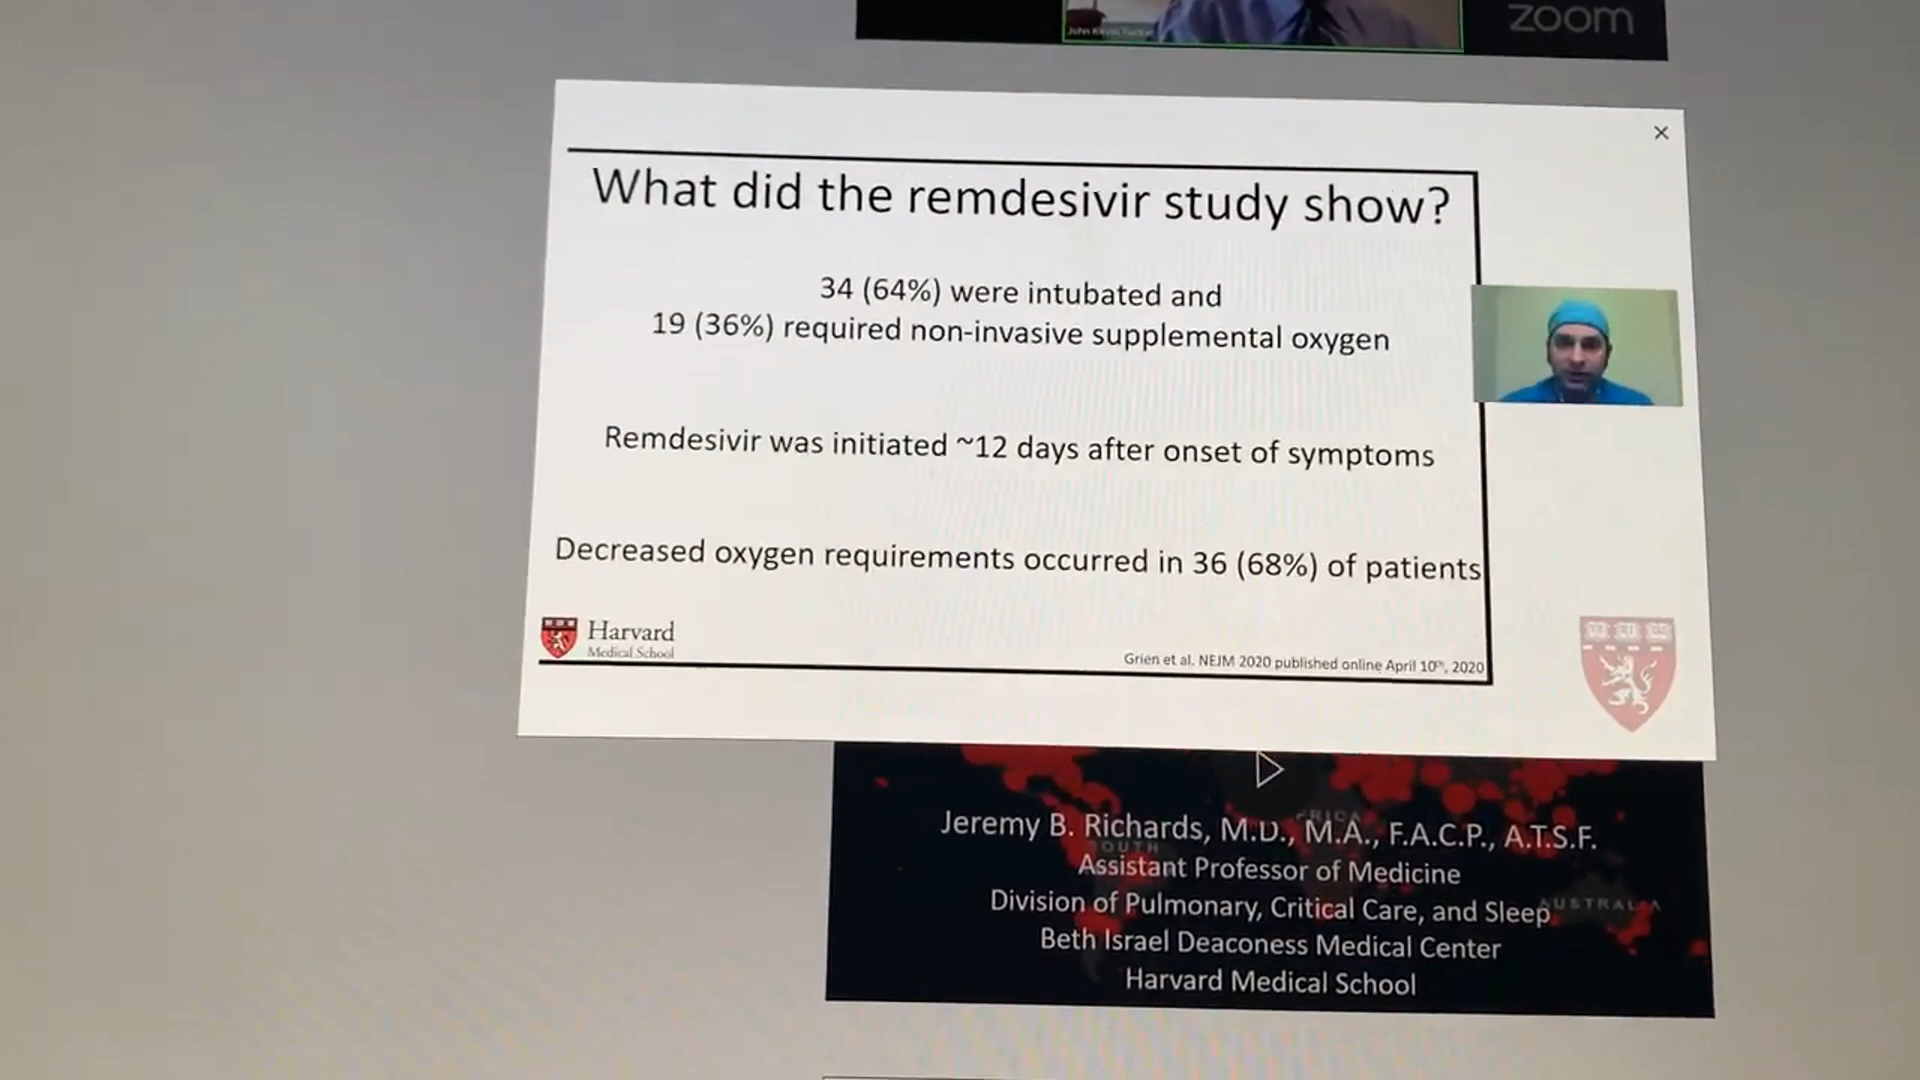 zoom
What did the remdesivir study show?
34 (64%) were intubated and
19 (36%) required non-invasive supplemental oxygen
Remdesivir was initiated ~12 days after onset of symptoms
Decreased oxygen requirements occurred in 36 (68%) of patients
Harvard
Medical School
Grien et al. NEJM 2020 published online April 10th, 2020
Jeremy B. Richards, M.D., M.A., F.A.C.P., A.T.S.F.
Assistant Professor of Medicine
Division of Pulmonary, Critical Care, and Sleep
AUSTRALIA
Beth Israel Deaconess Medical Center
Harvard Medical School